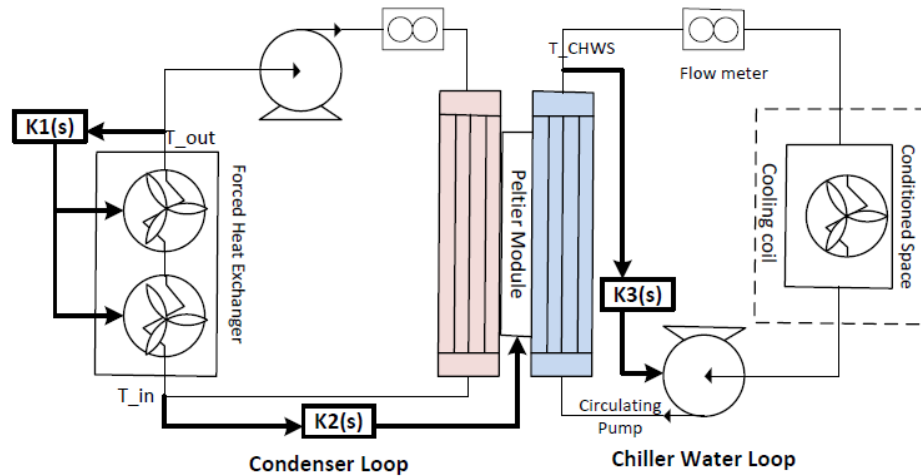 T_CHWS
Flow meter
K1(s)
T_out
Forced Heat Exchanger
Peltier Module
Cooling coil
Conditioned Space
K3(s)
T_in
K2(s)
Circulating
Pump
Condenser Loop
Chiller Water Loop